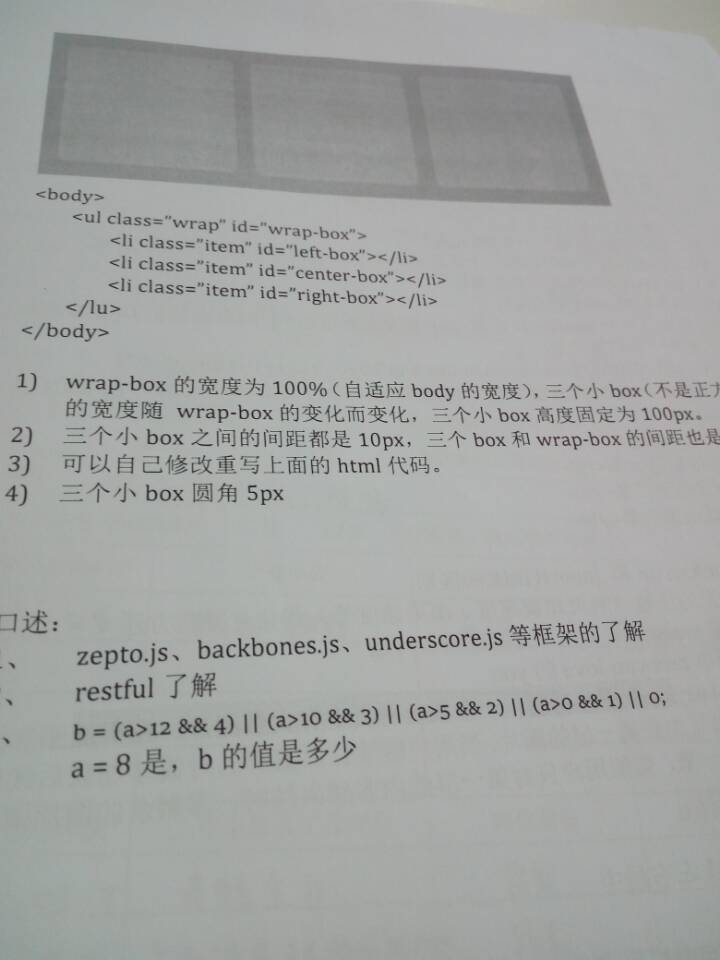 <body>
<ul class="wrap" id="wrap-box">
<li class="item" id="left-box"></li>
<li class="item" id="center-box"></li>
<li class="item" id="right-box"></li>
</lu>
</body>
1) wrap-box 的宽度为 100%（自适应 body 的宽度），三个小 box（不是正
的宽度随 wrap-box 的变化而变化，三个小 box 高度固定为 100px。
2) 三个小 box 之间的间距都是 10px，三个 box 和 wrap-box 的间距也是
3) 可以自己修改重写上面的 html 代码。
4) 三个小 box 圆角 5px
口述：
、 zepto.js、backbones.js、underscore.js 等框架的了解
、 restful 了解
、 b = (a>12 && 4) || (a>10 && 3) || (a>5 && 2) || (a>0 && 1) || 0;
a = 8 是，b 的值是多少